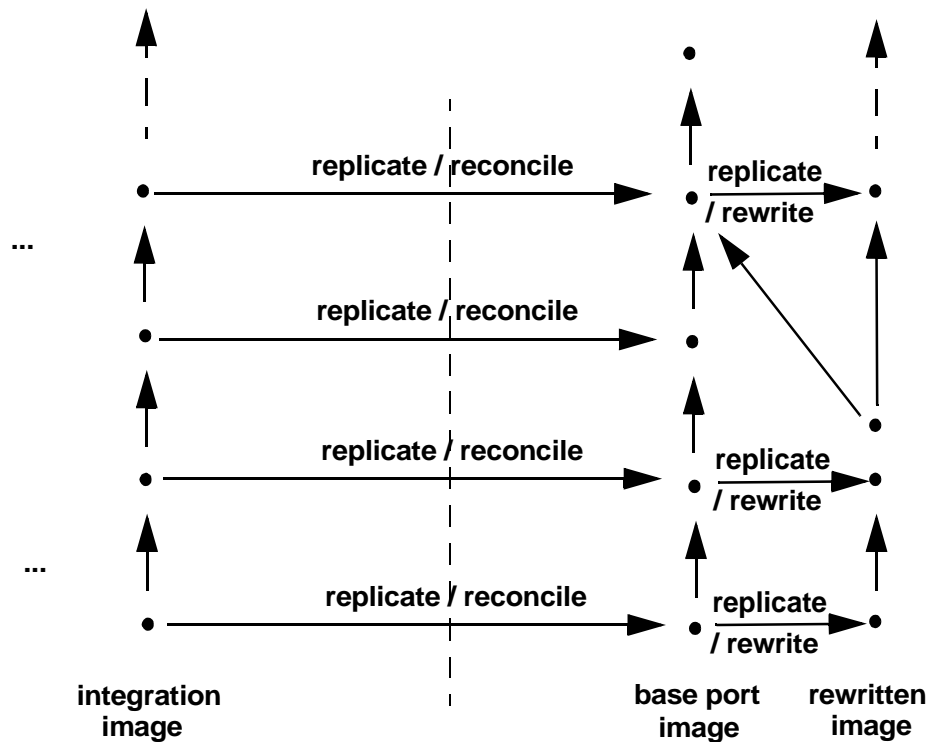 replicate / reconcile
replicate
/ rewrite
...
replicate / reconcile
replicate / reconcile
replicate
/ rewrite
...
replicate / reconcile
replicate
/ rewrite
integration
image
base port
image
rewritten
image